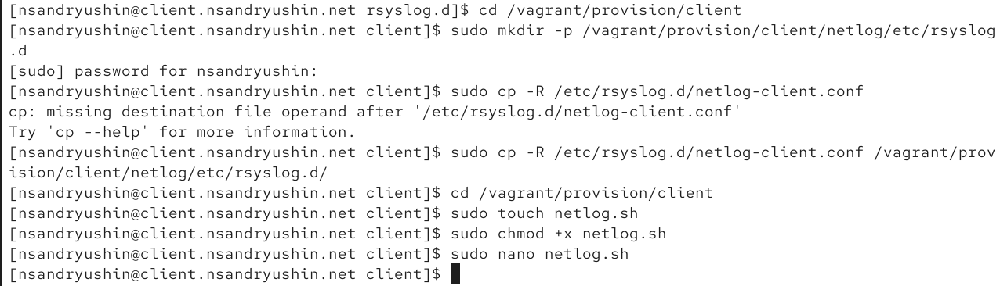 [nsandryushin@client.nsandryushin.net rsyslog.d]$ cd /vagrant/provision/client
[nsandryushin@client.nsandryushin.net client]$ sudo mkdir -p /vagrant/provision/client/netlog/etc/rsyslog
.d
[sudo] password for nsandryushin:
[nsandryushin@client.nsandryushin.net client]$ sudo cp -R /etc/rsyslog.d/netlog-client.conf
cp: missing destination file operand after '/etc/rsyslog.d/netlog-client.conf'
Try 'cp --help' for more information.
[nsandryushin@client.nsandryushin.net client]$ sudo cp -R /etc/rsyslog.d/netlog-client.conf /vagrant/prov
ision/client/netlog/etc/rsyslog.d/
[nsandryushin@client.nsandryushin.net client]$ cd /vagrant/provision/client
[nsandryushin@client.nsandryushin.net client]$ sudo touch netlog.sh
[nsandryushin@client.nsandryushin.net client]$ sudo chmod +x netlog.sh
[nsandryushin@client.nsandryushin.net client]$ sudo nano netlog.sh
[nsandryushin@client.nsandryushin.net client]$